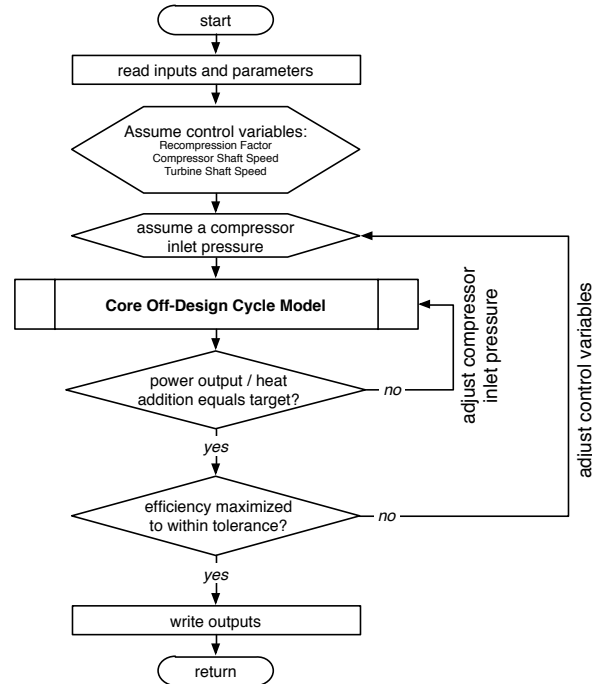 start
read inputs and parameters
Assume control variables:
Recompression Factor
Compressor Shaft Speed
Turbine Shaft Speed
assume a compressor
inlet pressure
Core Off-Design Cycle Model
power output / heat
addition equals target?
no
adjust compressor
inlet pressure
yes
efficiency maximized
to within tolerance?
no
adjust control variables
yes
write outputs
return